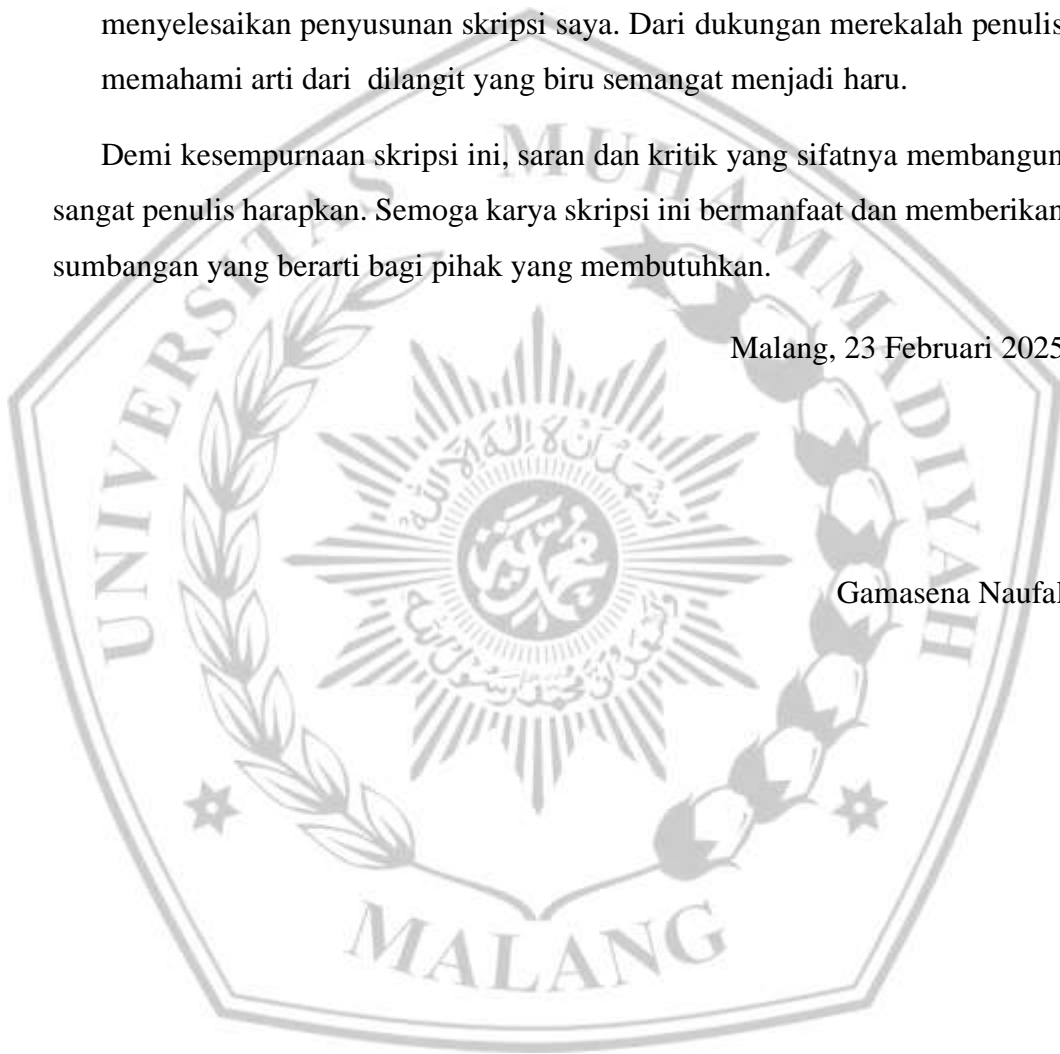 menyelesaikan penyusunan skripsi saya. Dari dukungan merekalah penulis
memahami arti dari  dilangit yang biru semangat menjadi haru.
Demi kesempurnaan skripsi ini, saran dan kritik yang sifatnya membangun
sangat penulis harapkan. Semoga karya skripsi ini bermanfaat dan memberikan
sumbangan yang berarti bagi pihak yang membutuhkan.
Malang, 23 Februari 2025
Gamasena Naufal
UNIVERSITAS MUHAMMADIYAH
MALANG